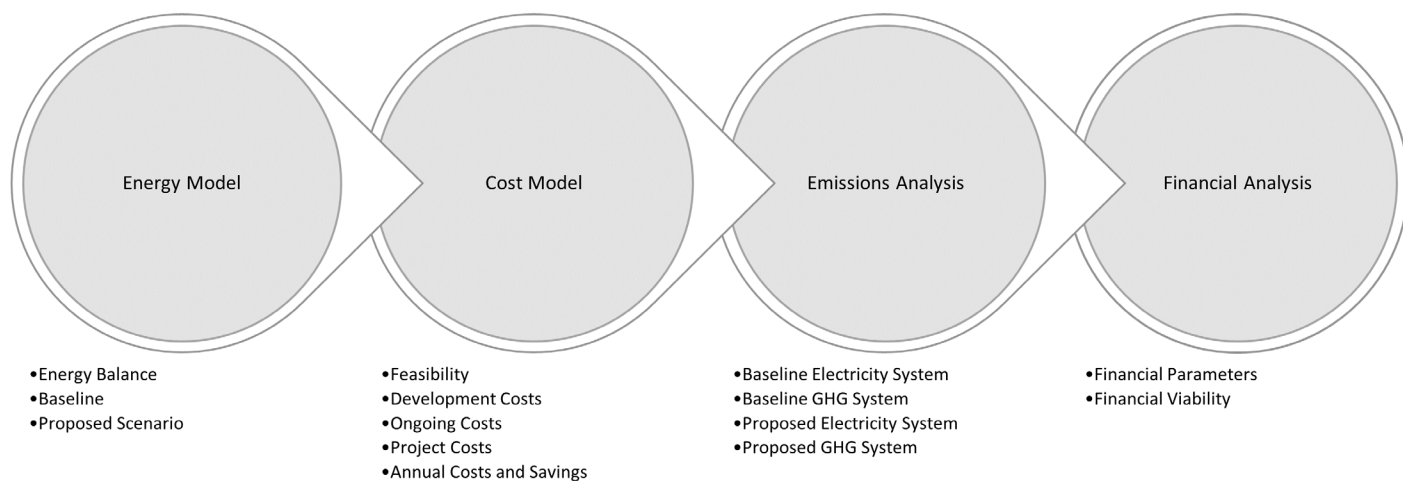 Energy Model
Cost Model
Emissions Analysis
Financial Analysis
•Energy Balance
•Baseline
•Proposed Scenario
•Feasibility
•Development Costs
•Ongoing Costs
•Project Costs
•Annual Costs and Savings
•Baseline Electricity System
•Baseline GHG System
•Proposed Electricity System
•Proposed GHG System
•Financial Parameters
•Financial Viability